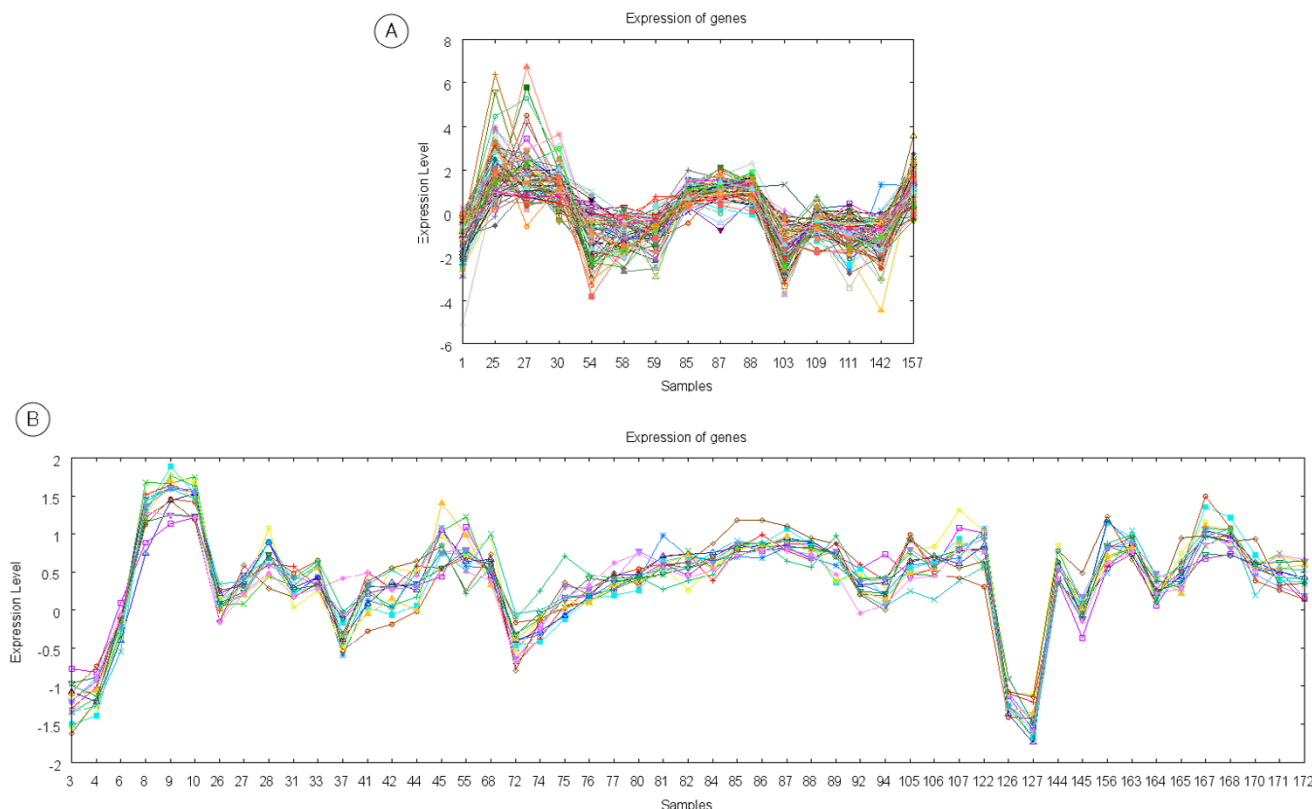 A
Expression of genes
Expression Level
8
6
4
2
0
-2
-4
-6
1 25 27 30 54 58 59 85 87 88 103 109 111 142 157
Samples
B
Expression of genes
Expression Level
2
1.5
1
0.5
0
-0.5
-1
-1.5
-2
3 4 6 8 9 10 26 27 28 31 33 37 41 42 44 45 55 68 72 74 75 76 77 80 81 82 84 85 86 87 88 92 94 105 106 107 122 126 127 144 145 156 163 164 165 167 168 170 171 172
Samples